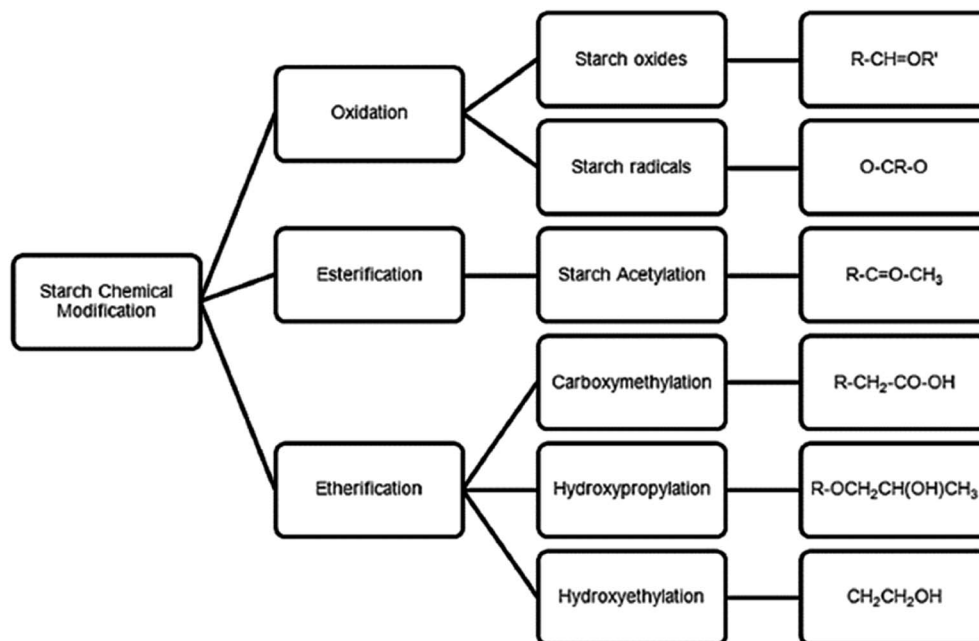 Starch oxides
R-CH=OR'
Oxidation
Starch radicals
O-CR-O
Starch Chemical
Modification
Esterification
Starch Acetylation
R-C=O-CH₃
Carboxymethylation
R-CH₂-CO-OH
Etherification
Hydroxypropylation
R-OCH₂CH(OH)CH₃
Hydroxyethylation
CH₂CH₂OH